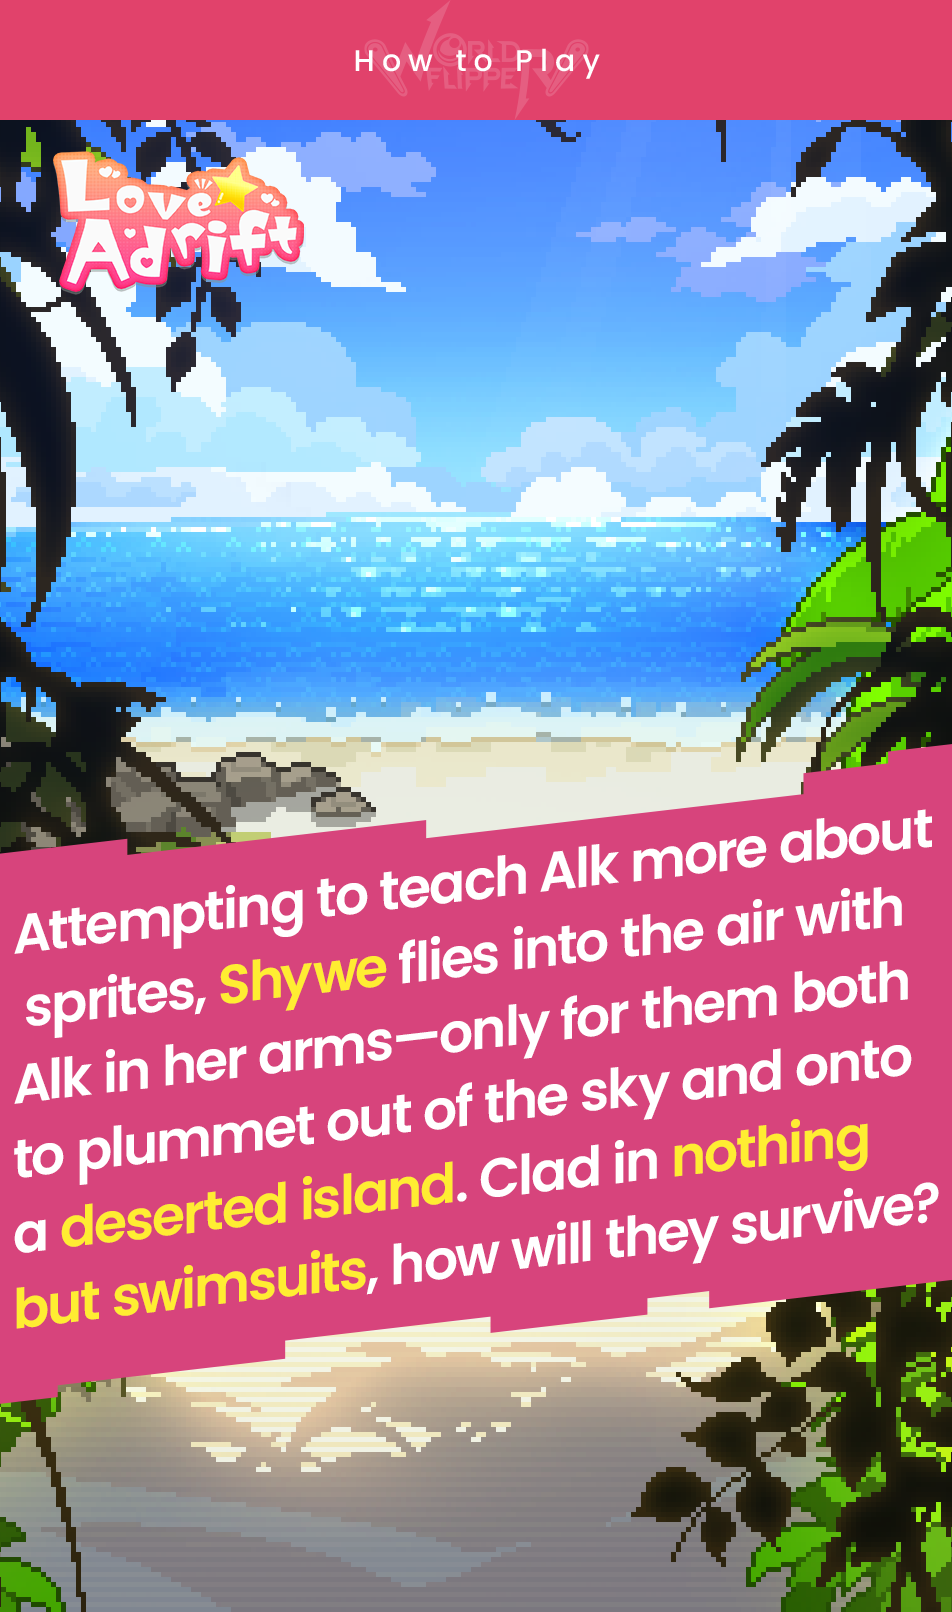 WORLD
FLIPPER
How to Play
Love
Adrift
Attempting to teach Alk more about
sprites, Shywe flies into the air with
Alk in her arms—only for them both
to plummet out of the sky and onto
a deserted island. Clad in nothing
but swimsuits, how will they survive?